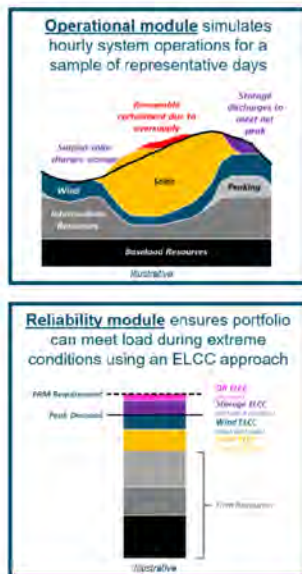 Operational module simulates
hourly system operations for a
sample of representative days
Renewable
curtailment due to
oversupply
Storage
discharges to
meet net
peak
Surplus solar
charges storage
Wind
Solar
Peaking
Intermediate
Resources
Baseload Resources
Illustrative
Reliability module ensures portfolio
can meet load during extreme
conditions using an ELCC approach
PRM Requirement
Peak Demand
DR ELCC
Storage ELCC
Wind ELCC
Firm Resources
Illustrative